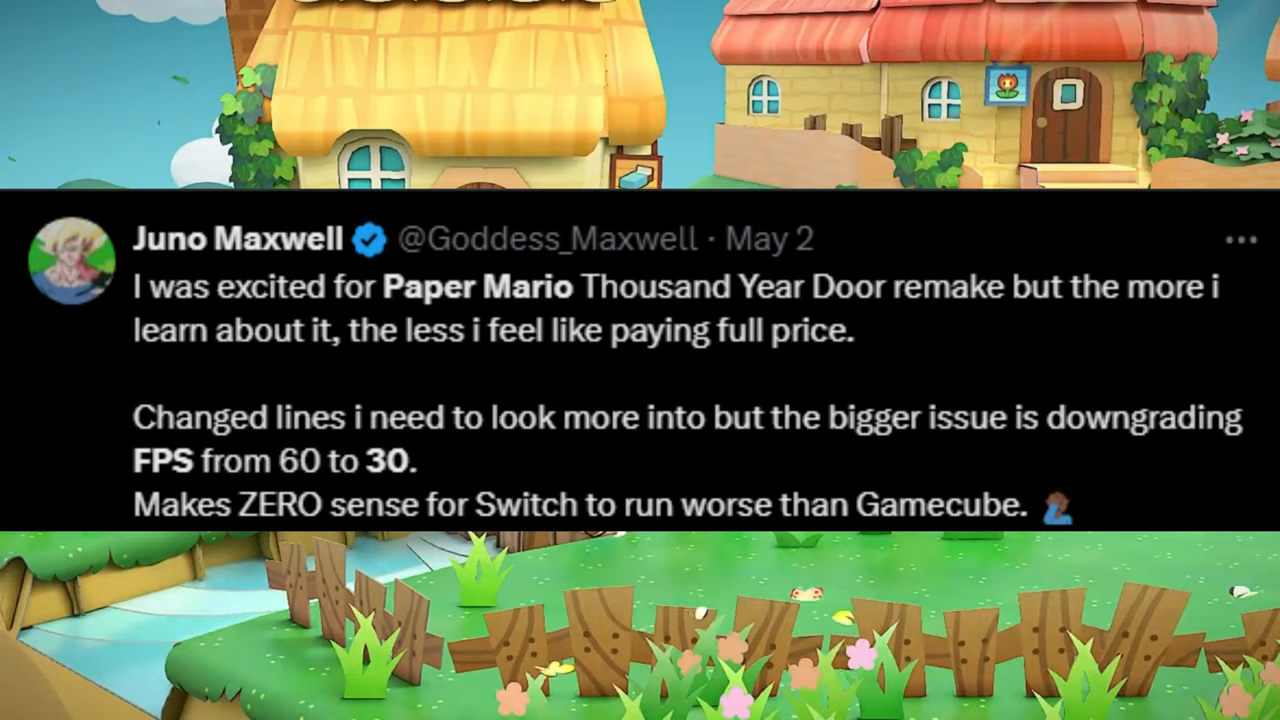 Juno Maxwell @Goddess_Maxwell · May 2
I was excited for Paper Mario Thousand Year Door remake but the more i
learn about it, the less i feel like paying full price.
Changed lines i need to look more into but the bigger issue is downgrading
FPS from 60 to 30.
Makes ZERO sense for Switch to run worse than Gamecube.